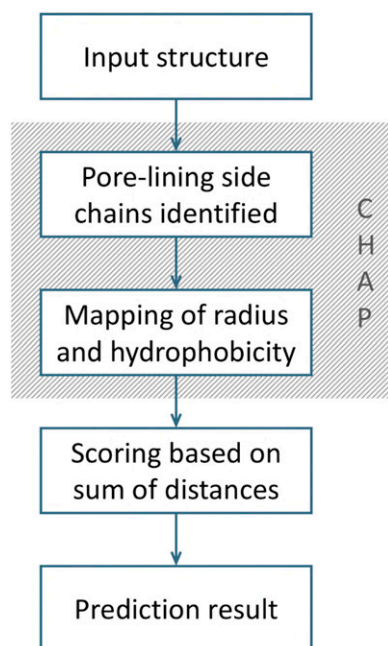 Input structure
Pore-lining side
chains identified
C
H
A
P
Mapping of radius
and hydrophobicity
Scoring based on
sum of distances
Prediction result